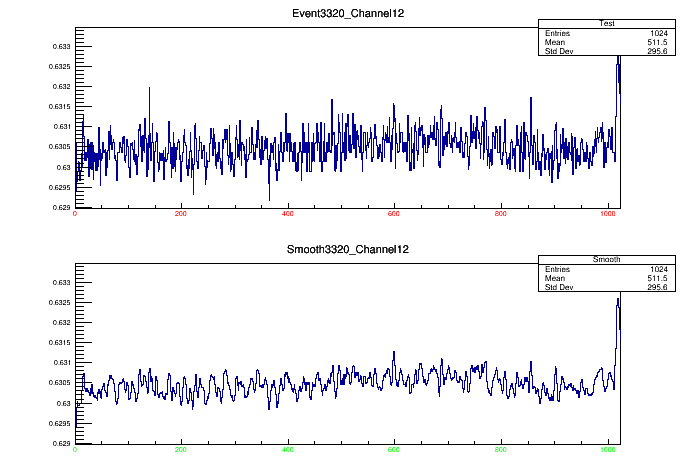 Event3320_Channel12
Test
Entries 1024
Mean 511.5
Std Dev 295.6
0.633
0.6325
0.632
0.6315
0.631
0.6305
0.63
0.6295
0.629
0 200 400 600 800 1000
Smooth3320_Channel12
Smooth
Entries 1024
Mean 511.5
Std Dev 295.6
0.633
0.6325
0.632
0.6315
0.631
0.6305
0.63
0.6295
0.629
0 200 400 600 800 1000